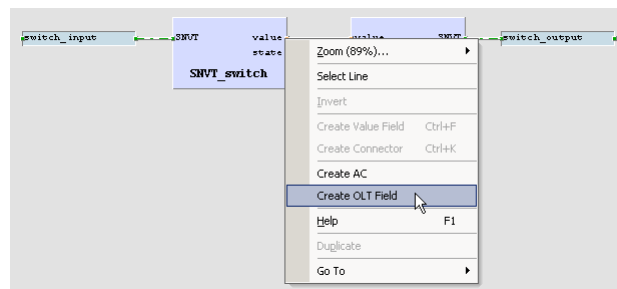 switch_input SNVT value value SNVT switch_output
state
SNVT_switch
Zoom (89%)...
Select Line
Invert
Create Value Field Ctrl+F
Create Connector Ctrl+K
Create AC
Create OLT Field
Help F1
Duplicate
Go To